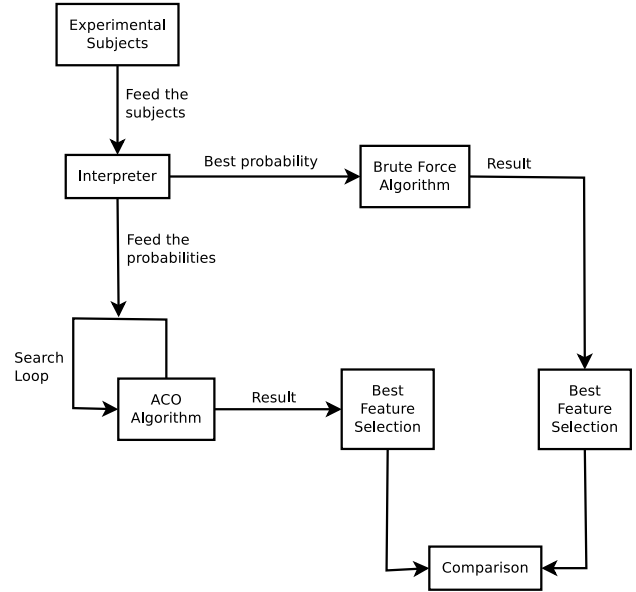 Experimental
Subjects
Feed the
subjects
Interpreter
Best probability
Brute Force
Algorithm
Result
Feed the
probabilities
Search
Loop
ACO
Algorithm
Result
Best
Feature
Selection
Best
Feature
Selection
Comparison